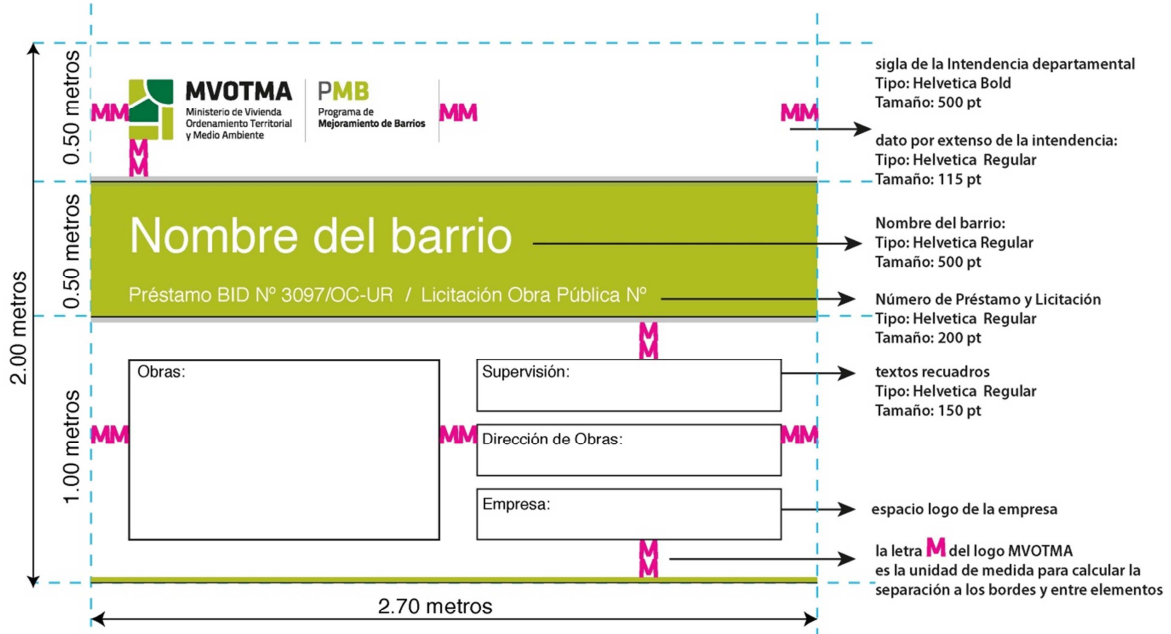 0.50 metros
MVOTMA
Ministerio de Vivienda
Ordenamiento Territorial
y Medio Ambiente
PMB
Programa de
Mejoramiento de Barrios
MM
MM
MM
MM
sigla de la Intendencia departamental
Tipo: Helvetica Bold
Tamaño: 500 pt
dato por extenso de la intendencia:
Tipo: Helvetica Regular
Tamaño: 115 pt
2.00 metros
0.50 metros
Nombre del barrio
Préstamo BID Nº 3097/OC-UR / Licitación Obra Pública Nº
Nombre del barrio:
Tipo: Helvetica Regular
Tamaño: 500 pt
Número de Préstamo y Licitación
Tipo: Helvetica Regular
Tamaño: 200 pt
MM
1.00 metros
Obras:
Supervisión:
Dirección de Obras:
Empresa:
MM
MM
MM
MM
textos recuadros
Tipo: Helvetica Regular
Tamaño: 150 pt
espacio logo de la empresa
la letra M del logo MVOTMA
es la unidad de medida para calcular la
separación a los bordes y entre elementos
2.70 metros